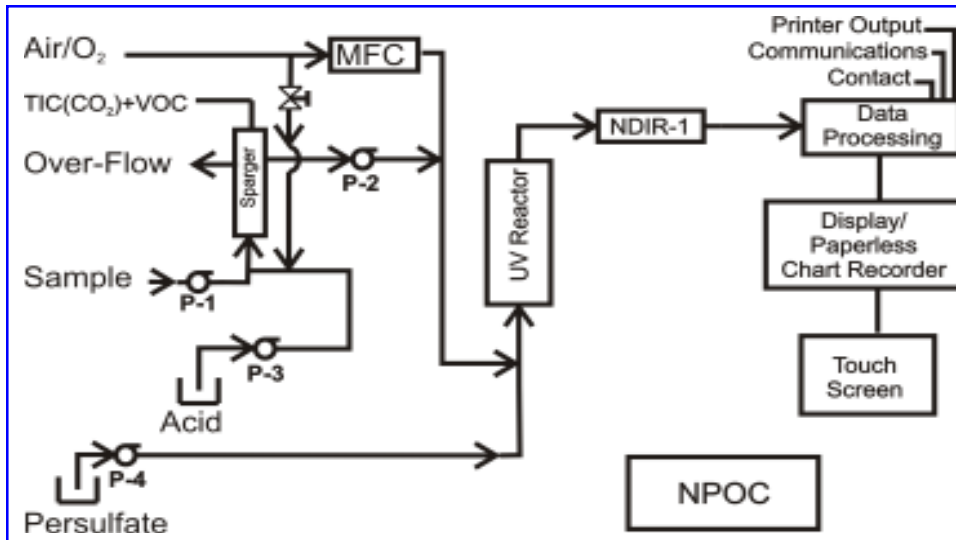 Air/O₂
MFC
Printer Output
Communications
Contact
TIC(CO₂)+VOC
NDIR-1
Data
Processing
Over-Flow
Sparger
P-2
UV Reactor
Display/
Paperless
Chart Recorder
Sample
P-1
P-3
Acid
Touch
Screen
P-4
Persulfate
NPOC